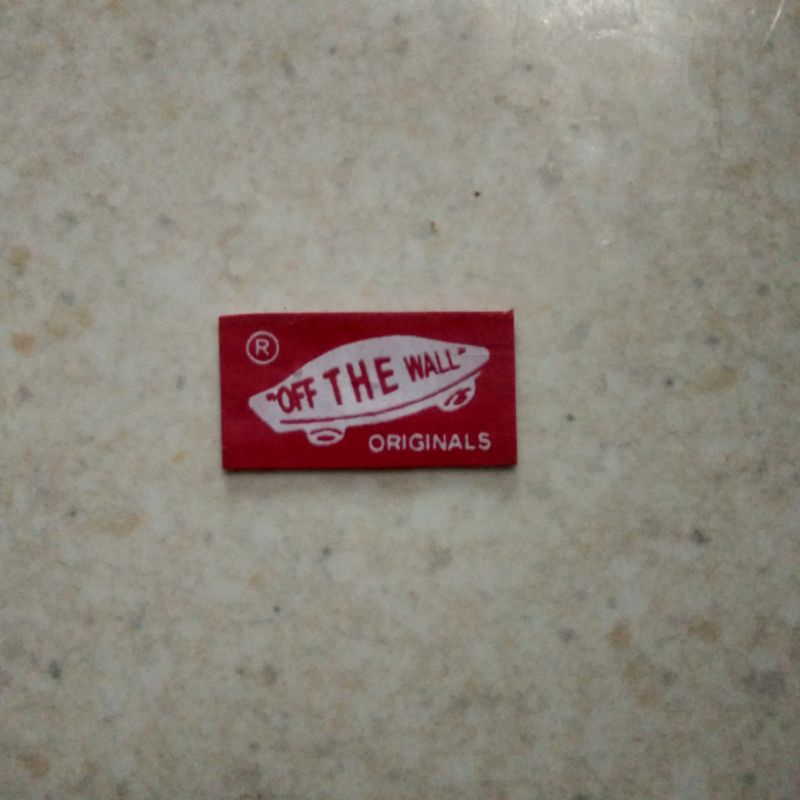 ®
"OFF THE WALL"
ORIGINALS